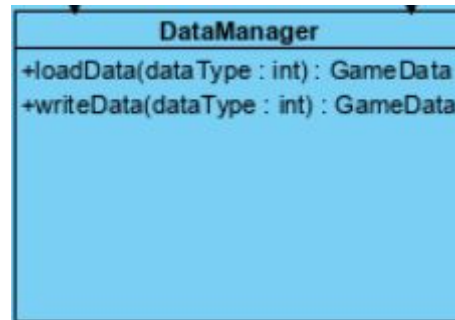 DataManager
+loadData(dataType : int) : GameData
+writeData(dataType : int) : GameData